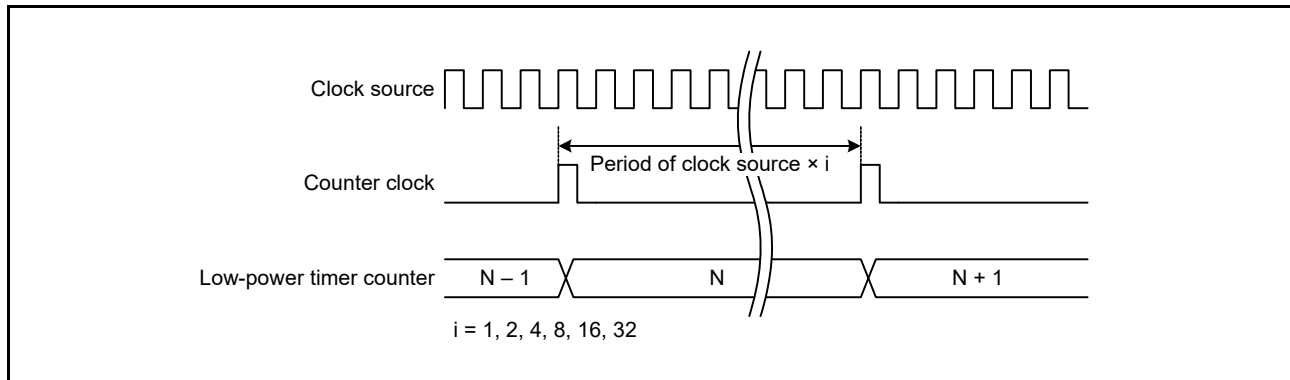 Clock source
Period of clock source × i
Counter clock
Low-power timer counter
N – 1
N
N + 1
i = 1, 2, 4, 8, 16, 32